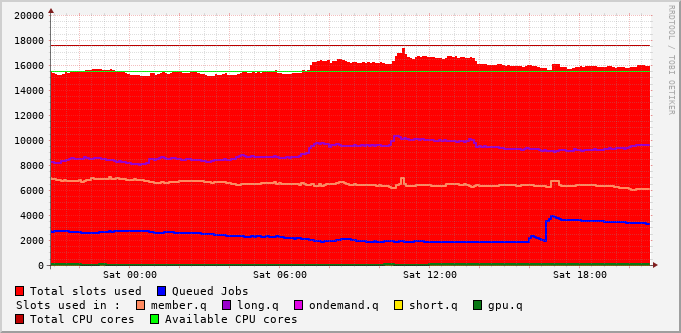 RRDTOOL / TOBI OETIKER
20000
18000
16000
14000
12000
10000
8000
6000
4000
2000
0
Sat 00:00 Sat 06:00 Sat 12:00 Sat 18:00
Total slots used Queued Jobs
Slots used in : member.q long.q ondemand.q short.q gpu.q
Total CPU cores Available CPU cores